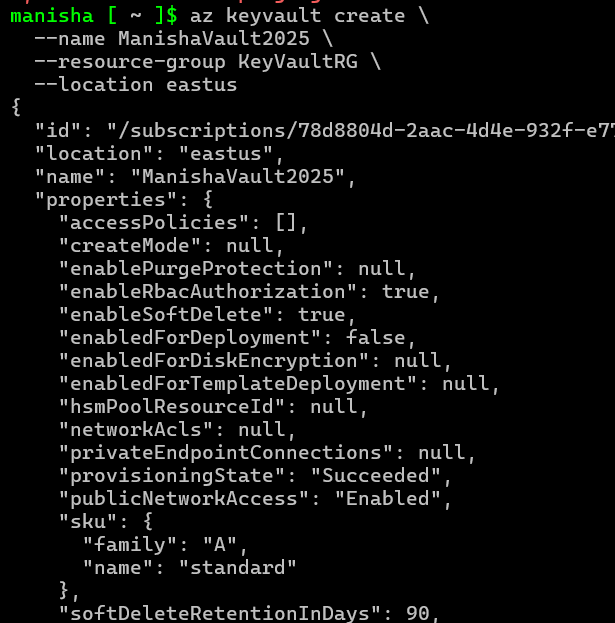 manisha [ ~ ]$ az keyvault create \
--name ManishaVault2025 \
--resource-group KeyVaultRG \
--location eastus
{
"id": "/subscriptions/78d8804d-2aac-4d4e-932f-e7
"location": "eastus",
"name": "ManishaVault2025",
"properties": {
"accessPolicies": [],
"createMode": null,
"enablePurgeProtection": null,
"enableRbacAuthorization": true,
"enableSoftDelete": true,
"enabledForDeployment": false,
"enabledForDiskEncryption": null,
"enabledForTemplateDeployment": null,
"hsmPoolResourceId": null,
"networkAcls": null,
"privateEndpointConnections": null,
"provisioningState": "Succeeded",
"publicNetworkAccess": "Enabled",
"sku": {
"family": "A",
"name": "standard"
},
"softDeleteRetentionInDays": 90,